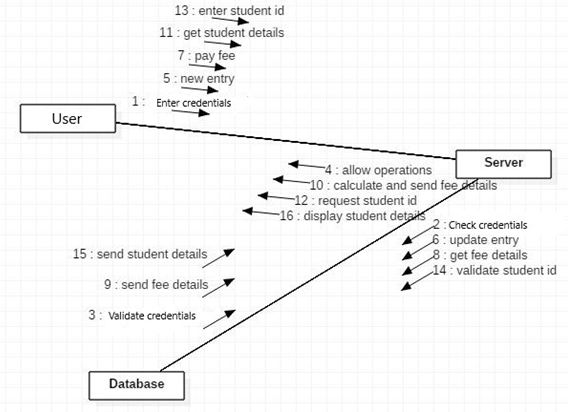 13 : enter student id
11 : get student details
7 : pay fee
5 : new entry
1 : Enter credentials
User
Server
4 : allow operations
10 : calculate and send fee details
12 : request student id
16 : display student details
2 : Check credentials
6 : update entry
8 : get fee details
14 : validate student id
15 : send student details
9 : send fee details
3 : Validate credentials
Database